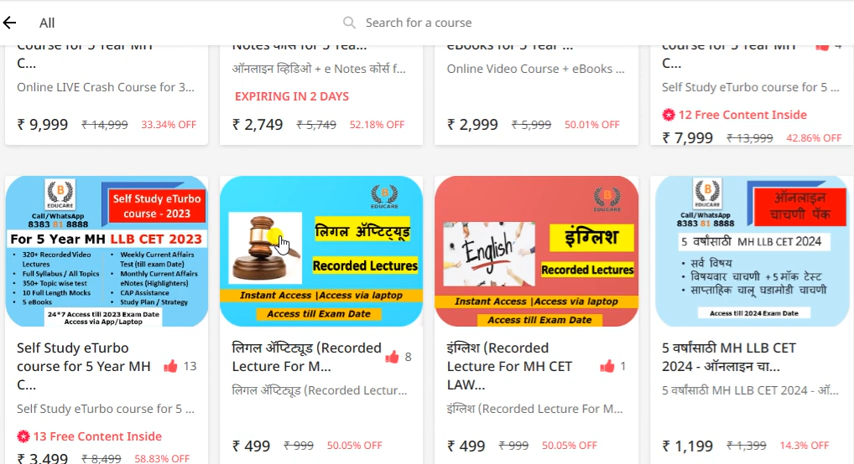 All
Search for a course
Course for 5 Year MH
C...
Online LIVE Crash Course for 3...
₹ 9,999 ₹ 14,999 33.34% OFF
Notes कोर्स for 5 Yea...
ऑनलाइन व्हिडिओ + e Notes कोर्स f...
EXPIRING IN 2 DAYS
₹ 2,749 ₹ 5,749 52.18% OFF
eBooks for 5 Year ...
Online Video Course + eBooks ...
₹ 2,999 ₹ 5,999 50.01% OFF
course for 5 Year MH 4
C...
Self Study eTurbo course for 5 ...
12 Free Content Inside
₹ 7,999 ₹ 13,999 42.86% OFF
B
EDUCARE
Call/WhatsApp
8383 81 8888
Self Study eTurbo
course - 2023
For 5 Year MH LLB CET 2023
320+ Recorded Video
Lectures
Full Syllabus / All Topics
350+ Topic wise test
10 Full Length Mocks
5 eBooks
Weekly Current Affairs
Test (till exam Date)
Monthly Current Affairs
eNotes (Highlighters)
CAP Assistance
Study Plan / Strategy
24*7 Access till 2023 Exam Date
Access via App/Laptop
Self Study eTurbo
course for 5 Year MH 13
C...
Self Study eTurbo course for 5 ...
13 Free Content Inside
₹ 3,499 ₹ 8,499 58.83% OFF
B
EDUCARE
लिगल ॲप्टिट्यूड
Recorded Lectures
Instant Access |Access via laptop
Access till Exam Date
लिगल ॲप्टिट्यूड (Recorded
Lecture For M... 8
लिगल ॲप्टिट्यूड (Recorded Lectur...
₹ 499 ₹ 999 50.05% OFF
B
EDUCARE
English
इंग्लिश
Recorded Lectures
Instant Access |Access via laptop
Access till Exam Date
इंग्लिश (Recorded
Lecture For MH CET 1
LAW...
इंग्लिश (Recorded Lecture For M...
₹ 499 ₹ 999 50.05% OFF
B
EDUCARE
Call/WhatsApp
8383 81 8888
ऑनलाइन
चाचणी पॅक
5 वर्षांसाठी MH LLB CET 2024
सर्व विषय
विषयवार चाचणी +5 मॉक टेस्ट
साप्ताहिक चालू घडामोडी चाचणी
Access till 2024 Exam Date
5 वर्षांसाठी MH LLB CET
2024 - ऑनलाइन चा...
5 वर्षांसाठी MH LLB CET 2024 - ऑ...
₹ 1,199 ₹ 1,399 14.3% OFF